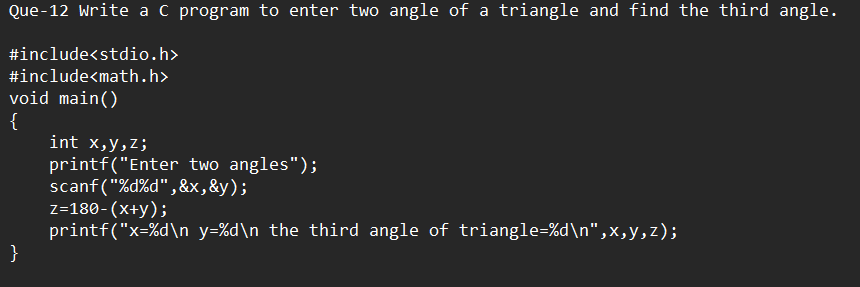 Que-12 Write a C program to enter two angle of a triangle and find the third angle.
#include<stdio.h>
#include<math.h>
void main()
{
    int x,y,z;
    printf("Enter two angles");
    scanf("%d%d",&x,&y);
    z=180-(x+y);
    printf("x=%d\n y=%d\n the third angle of triangle=%d\n",x,y,z);
}